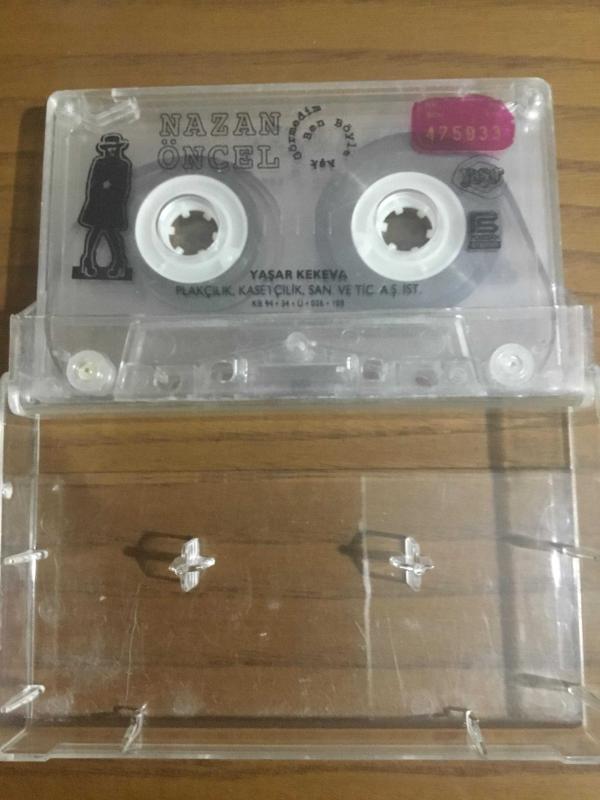 NAZAN
ÖNCEL
Ben Böyle
Aşk
Görmedim
475933
YAŞAR KEKEVA
PLAKÇILIK, KASETÇİLİK, SAN. VE TİC. A.Ş. İST.